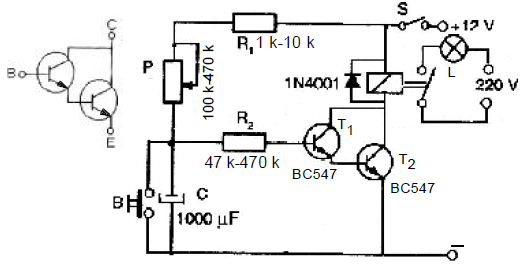 C
B
E
S
+12 V
R1 1 k-10 k
P
100 k-470 k
1N4001
L
220 V
R2
47 k-470 k
T1
BC547
T2
BC547
B
C
1000 µF
−